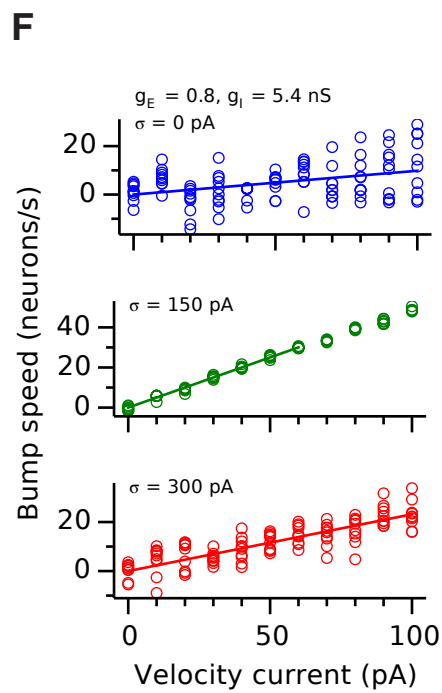 F
g_E = 0.8, g_I = 5.4 nS
σ = 0 pA
20
0
σ = 150 pA
40
20
0
σ = 300 pA
20
0
Bump speed (neurons/s)
0 50 100
Velocity current (pA)